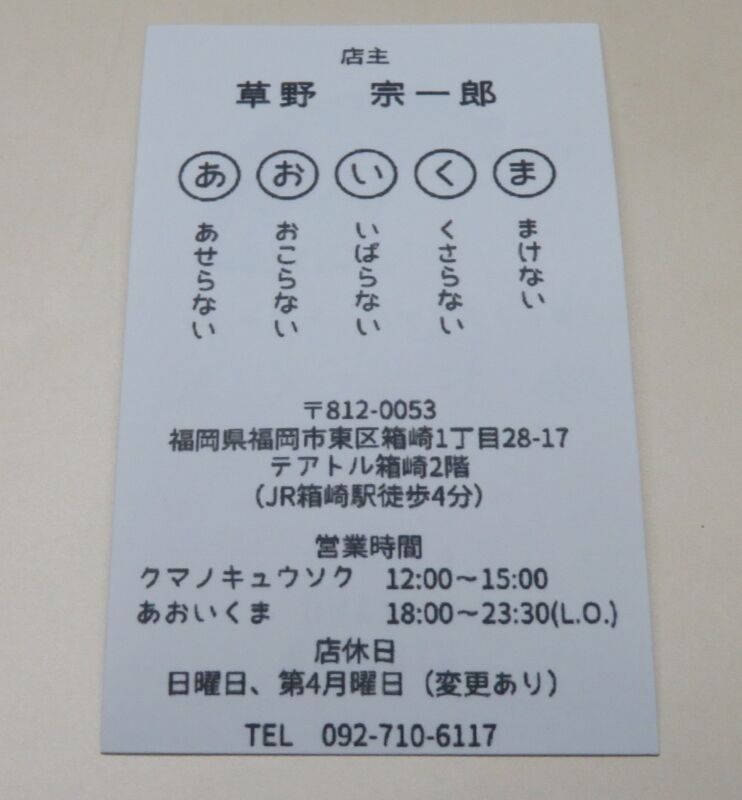 店主
草野 宗一郎
あ お い く ま
あせらない
おこらない
いばらない
くさらない
まけない
〒812-0053
福岡県福岡市東区箱崎1丁目28-17
テアトル箱崎2階
（JR箱崎駅徒歩4分）
営業時間
クマノキュウソク 12:00～15:00
あおいくま 18:00～23:30(L.O.)
店休日
日曜日、第4月曜日（変更あり）
TEL 092-710-6117